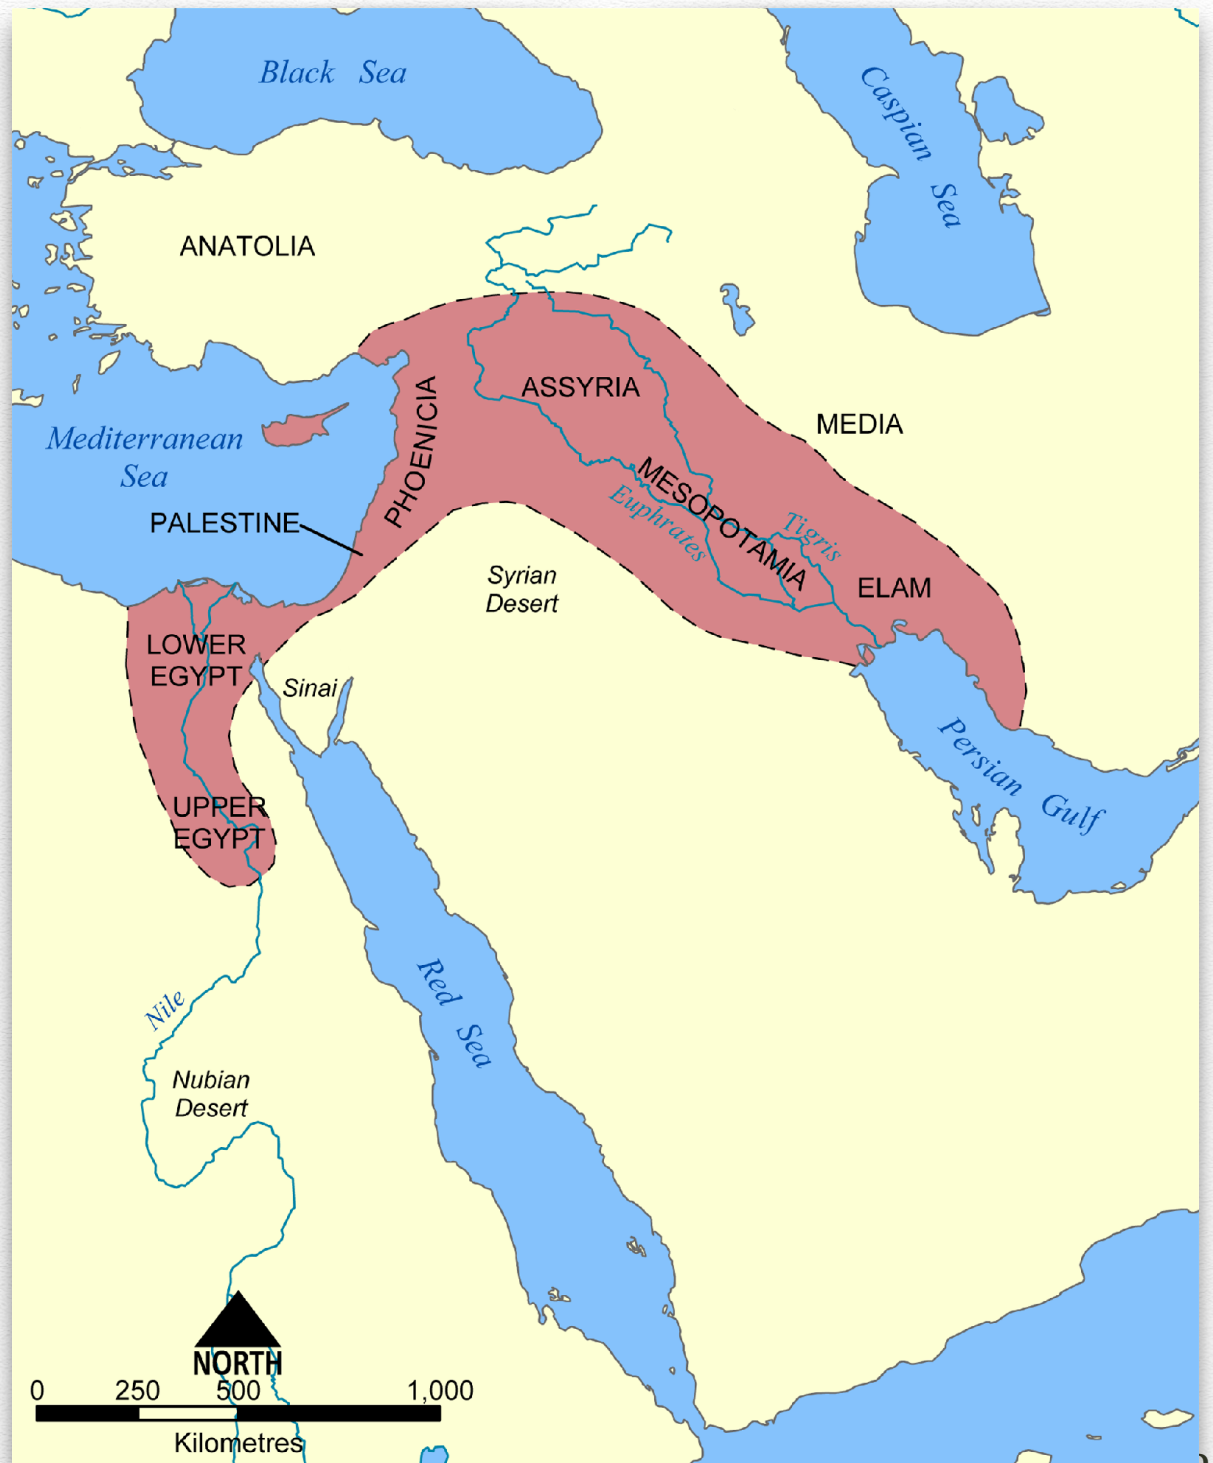 Black Sea
Caspian Sea
ANATOLIA
ASSYRIA
MEDIA
PHOENICIA
Mediterranean
Sea
MESOPOTAMIA
Euphrates
Tigris
PALESTINE
Syrian
Desert
ELAM
LOWER
EGYPT
Sinai
Persian Gulf
UPPER
EGYPT
Red Sea
Nile
Nubian
Desert
NORTH
0 250 500 1,000
Kilometres